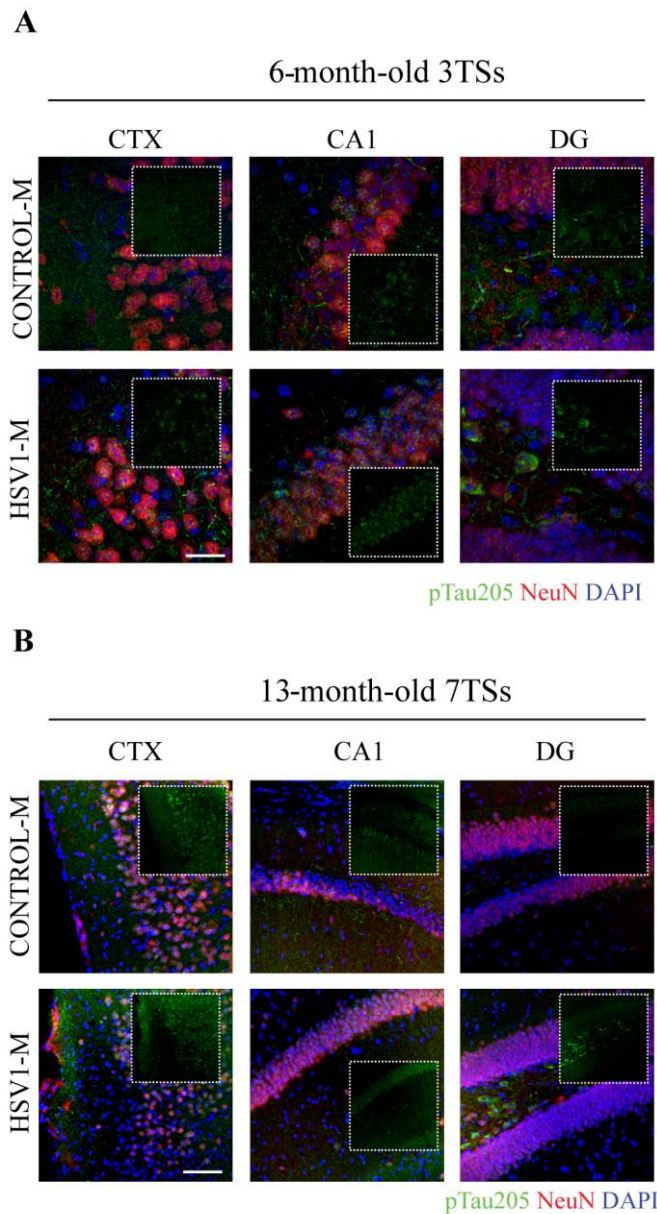 A
6-month-old 3TSs
CTX CA1 DG
CONTROL-M
HSV1-M
pTau205 NeuN DAPI
B
13-month-old 7TSs
CTX CA1 DG
CONTROL-M
HSV1-M
pTau205 NeuN DAPI